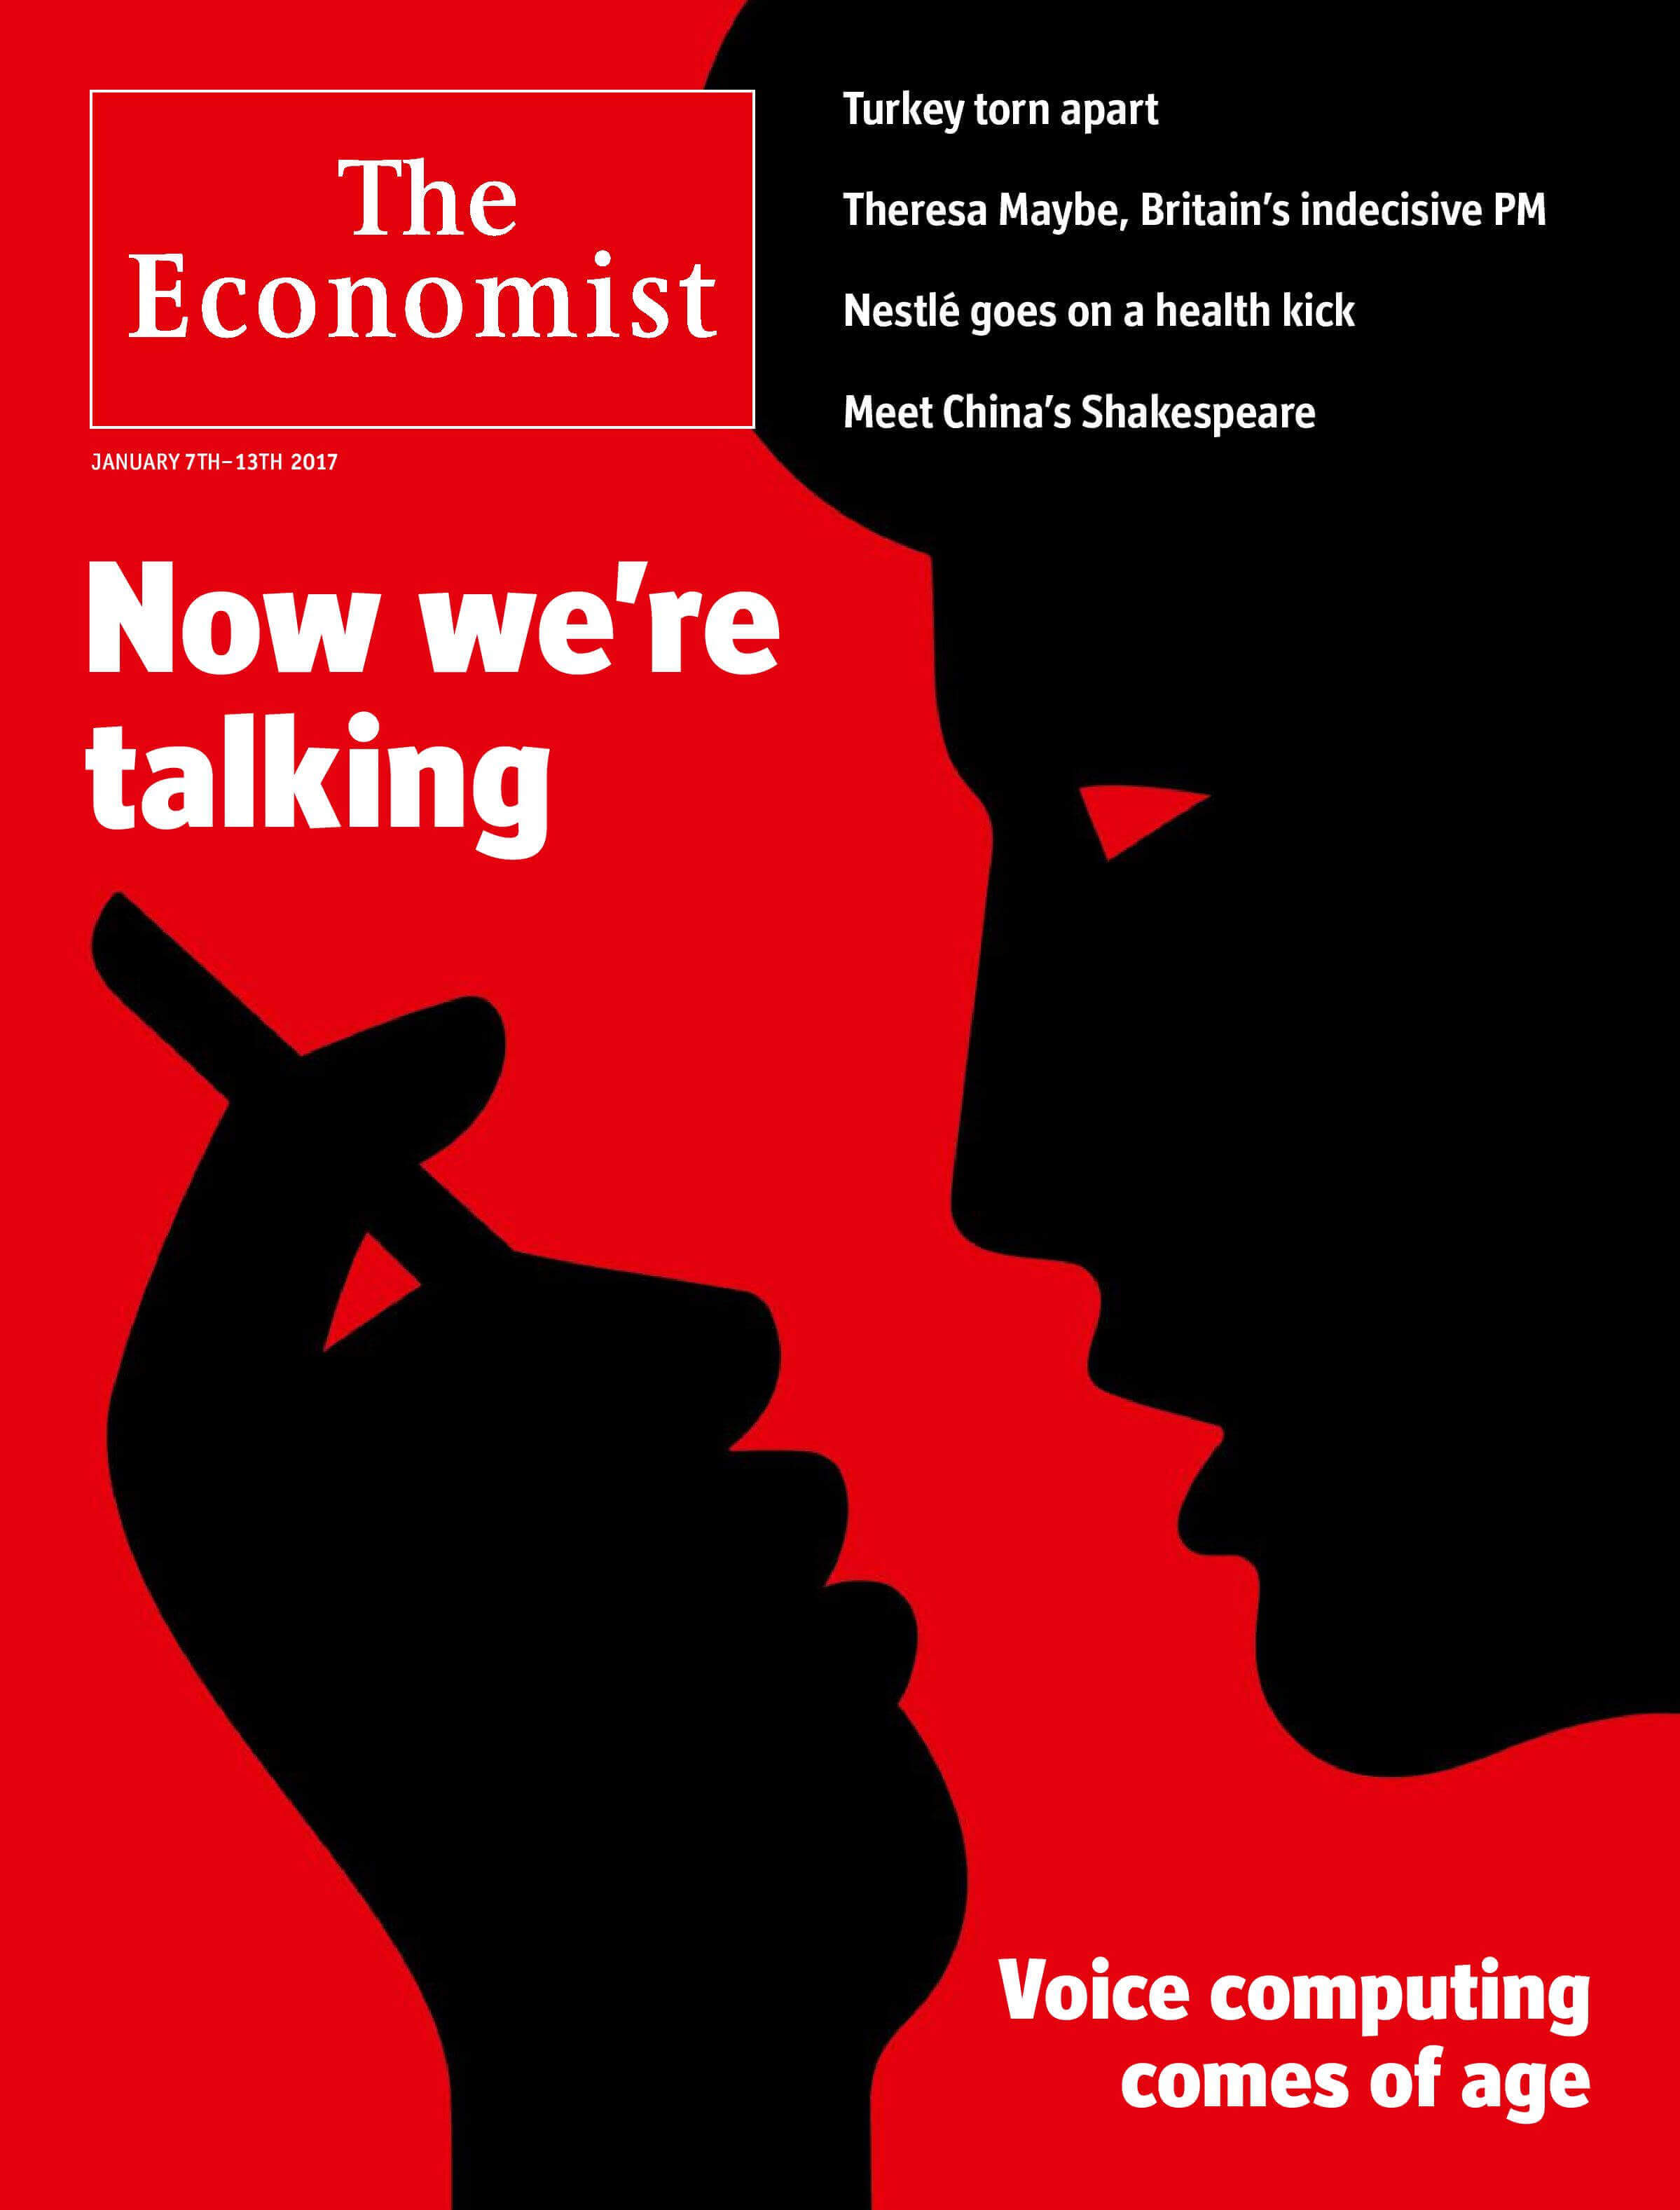 The
Economist
JANUARY 7TH–13TH 2017
Turkey torn apart
Theresa Maybe, Britain’s indecisive PM
Nestlé goes on a health kick
Meet China’s Shakespeare
Now we’re
talking
Voice computing
comes of age